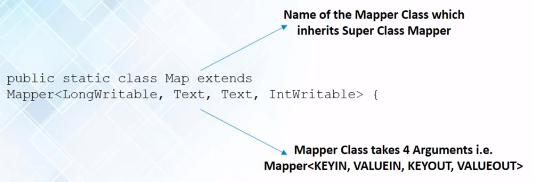 Name of the Mapper Class which
inherits Super Class Mapper
public static class Map extends
Mapper<LongWritable, Text, Text, IntWritable> {
Mapper Class takes 4 Arguments i.e.
Mapper<KEYIN, VALUEIN, KEYOUT, VALUEOUT>